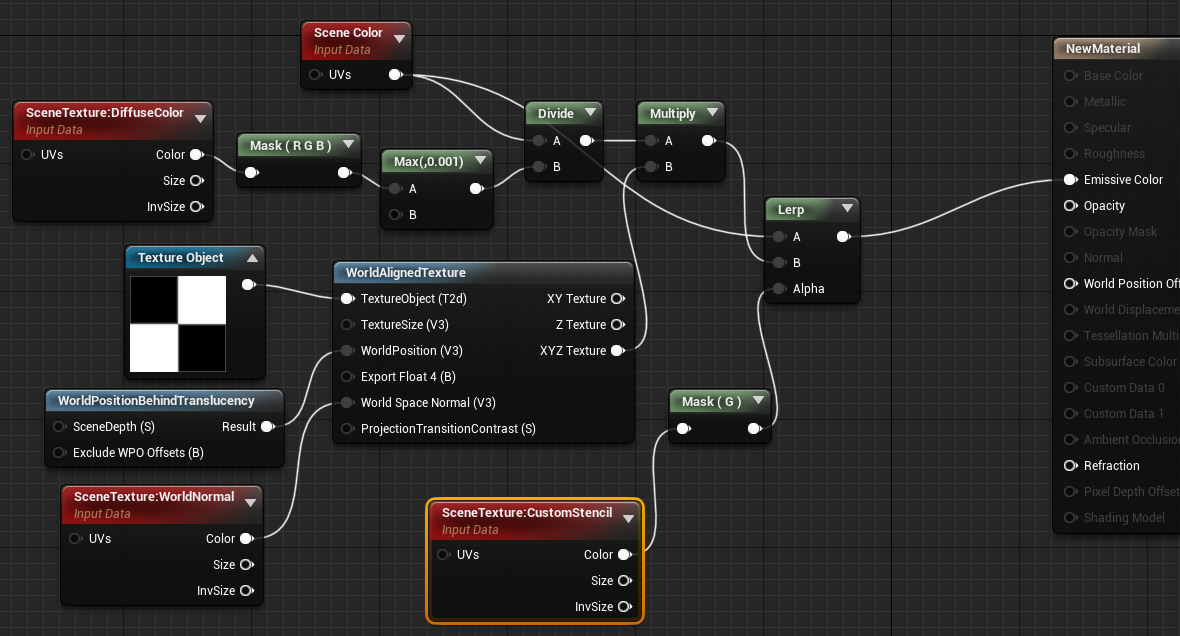 Scene Color
Input Data
UVs
SceneTexture:DiffuseColor
Input Data
UVs
Color
Size
InvSize
Mask ( R G B )
Max(,0.001)
A
B
Divide
A
B
Multiply
A
B
Lerp
A
B
Alpha
Texture Object
WorldAlignedTexture
TextureObject (T2d)
XY Texture
TextureSize (V3)
Z Texture
WorldPosition (V3)
XYZ Texture
Export Float 4 (B)
World Space Normal (V3)
ProjectionTransitionContrast (S)
WorldPositionBehindTranslucency
SceneDepth (S)
Result
Exclude WPO Offsets (B)
SceneTexture:WorldNormal
Input Data
UVs
Color
Size
InvSize
Mask ( G )
SceneTexture:CustomStencil
Input Data
UVs
Color
Size
InvSize
NewMaterial
Base Color
Metallic
Specular
Roughness
Emissive Color
Opacity
Opacity Mask
Normal
World Position Off
World Displaceme
Tessellation Multi
Subsurface Color
Custom Data 0
Custom Data 1
Ambient Occlusion
Refraction
Pixel Depth Offset
Shading Model